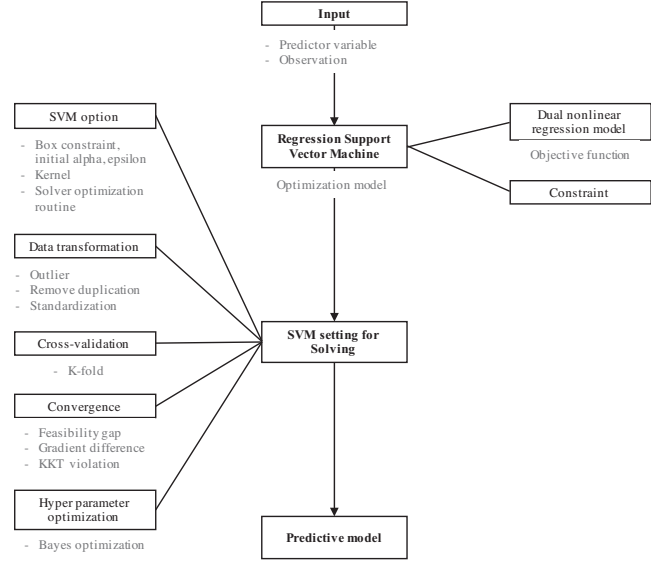 Input
- Predictor variable
- Observation
SVM option
- Box constraint,
initial alpha, epsilon
- Kernel
- Solver optimization
routine
Regression Support
Vector Machine
Optimization model
Dual nonlinear
regression model
Objective function
Constraint
Data transformation
- Outlier
- Remove duplication
- Standardization
Cross-validation
- K-fold
SVM setting for
Solving
Convergence
- Feasibility gap
- Gradient difference
- KKT violation
Hyper parameter
optimization
- Bayes optimization
Predictive model